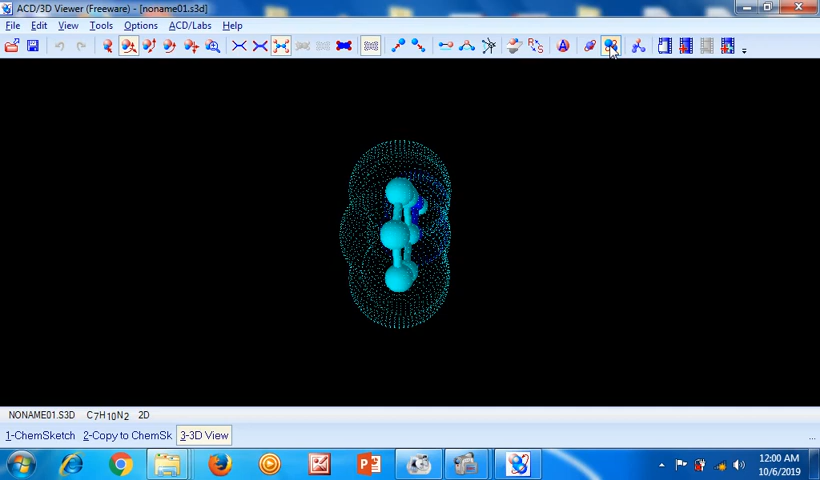 ACD/3D Viewer (Freeware) - [noname01.s3d]
File Edit View Tools Options ACD/Labs Help
R S
A
NONAME01.S3D C7H10N2 2D
1-ChemSketch 2-Copy to ChemSk 3-3D View ...
12:00 AM
10/6/2019